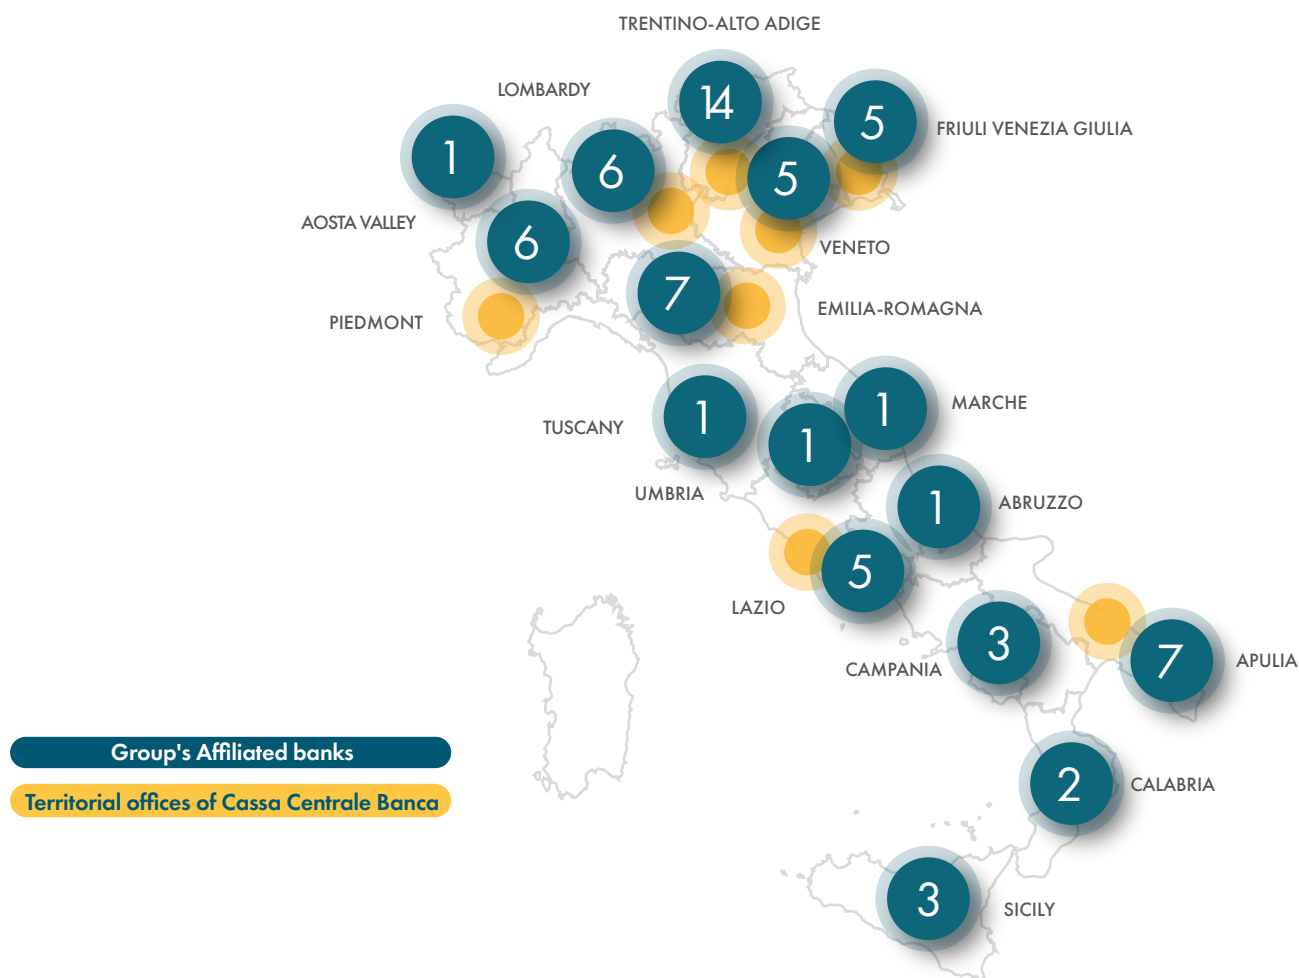 TRENTINO-ALTO ADIGE
14
LOMBARDY
5
FRIULI VENEZIA GIULIA
1
6
5
AOSTA VALLEY
6
VENETO
7
EMILIA-ROMAGNA
PIEDMONT
1
MARCHE
TUSCANY
1
1
UMBRIA
1
ABRUZZO
5
LAZIO
3
CAMPANIA
7
APULIA
Group's Affiliated banks
Territorial offices of Cassa Centrale Banca
2
CALABRIA
3
SICILY